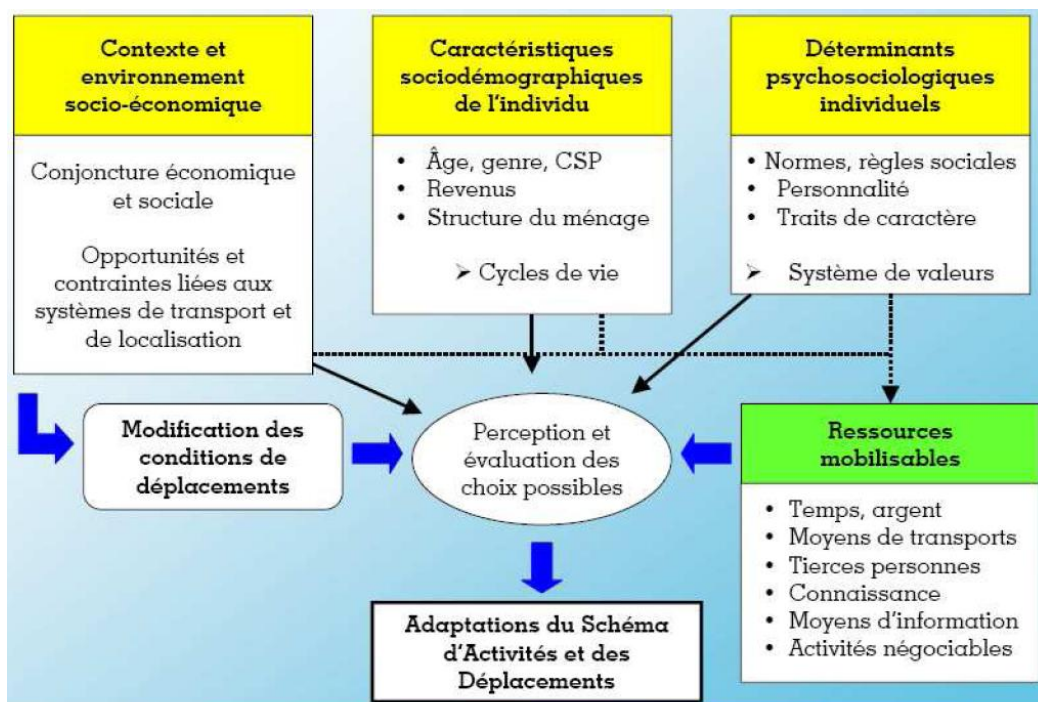 Contexte et
environnement
socio-économique
Conjoncture économique
et sociale
Opportunités et
contraintes liées aux
systèmes de transport et
de localisation
Caractéristiques
sociodémographiques
de l'individu
• Âge, genre, CSP
• Revenus
• Structure du ménage
➢ Cycles de vie
Déterminants
psychosociologiques
individuels
• Normes, règles sociales
• Personnalité
• Traits de caractère
➢ Système de valeurs
Modification des
conditions de
déplacements
Perception et
évaluation des
choix possibles
Ressources
mobilisables
• Temps, argent
• Moyens de transports
• Tierces personnes
• Connaissance
• Moyens d'information
• Activités négociables
Adaptations du Schéma
d'Activités et des
Déplacements